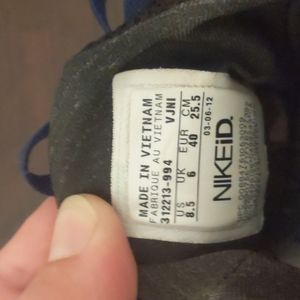 MADE IN VIETNAM
FABRIQUE AU VIETNAM
312213-994 VJNI
US UK EUR CM
8.5 6 40 25.5
03-06-12
NIKEiD.